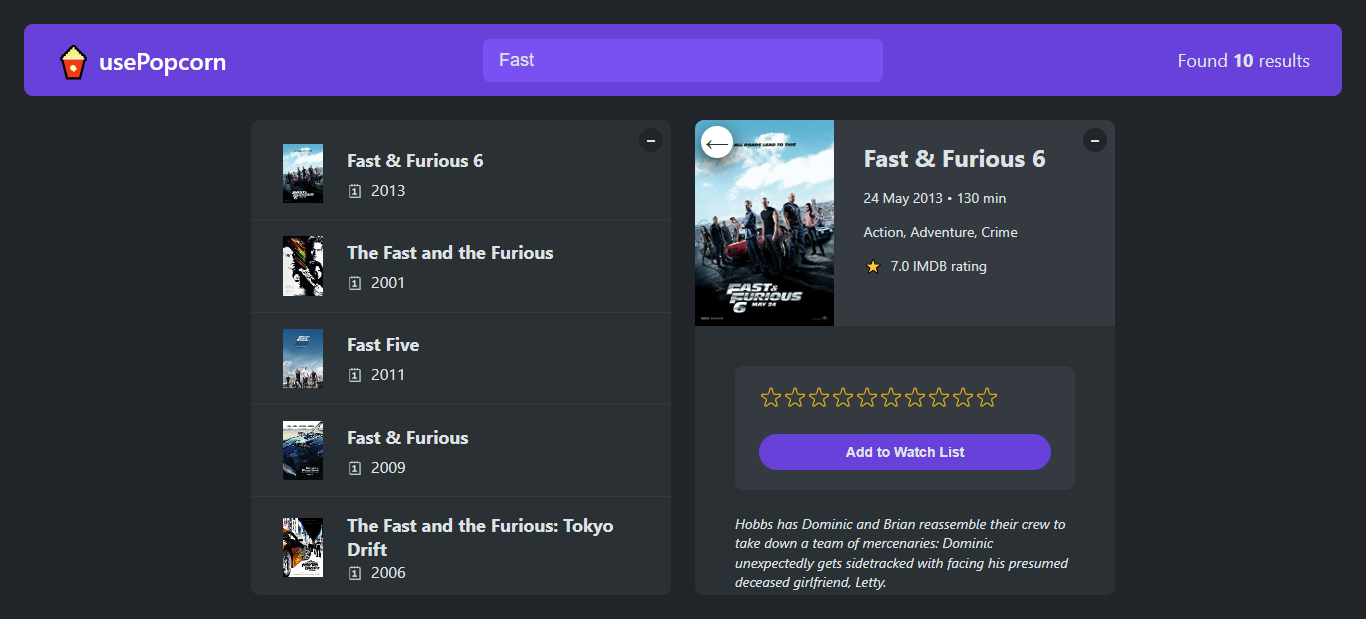 usePopcorn
Fast
Found 10 results
Fast & Furious 6
2013
The Fast and the Furious
2001
Fast Five
2011
Fast & Furious
2009
The Fast and the Furious: Tokyo
Drift
2006
ALL ROADS LEAD TO THIS
FAST &
FURIOUS
6 MAY 24
Fast & Furious 6
24 May 2013 • 130 min
Action, Adventure, Crime
7.0 IMDB rating
Add to Watch List
Hobbs has Dominic and Brian reassemble their crew to
take down a team of mercenaries: Dominic
unexpectedly gets sidetracked with facing his presumed
deceased girlfriend, Letty.